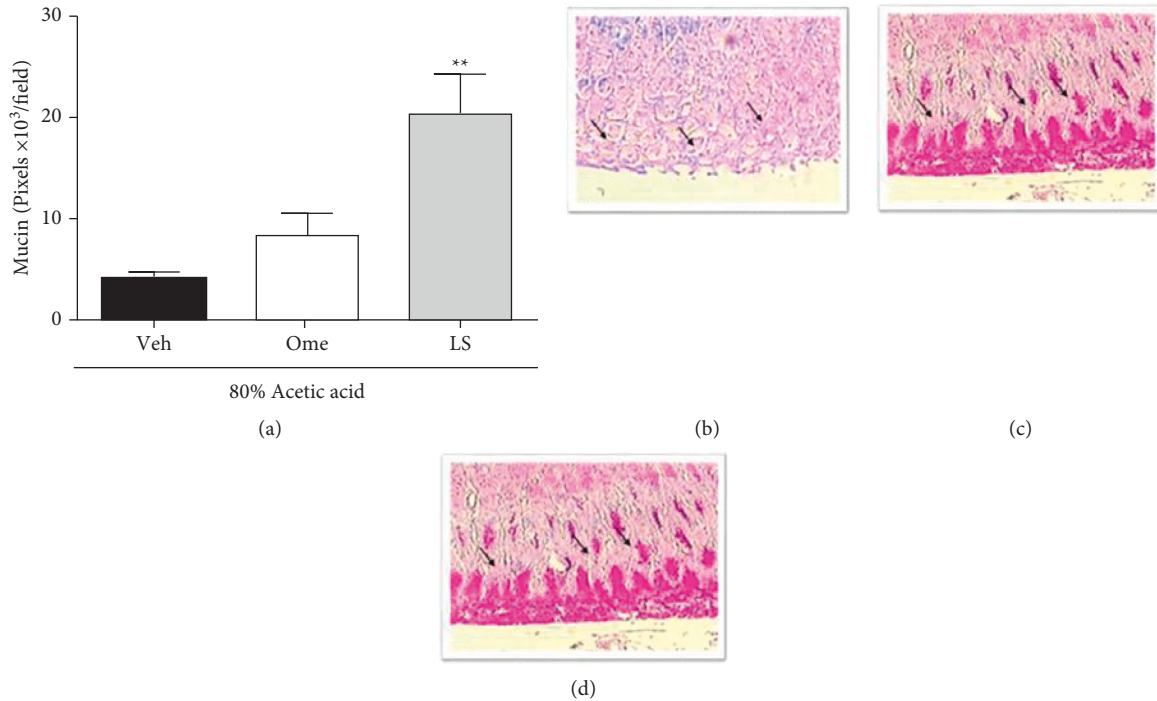 30
20
10
0
Mucin (Pixels ×10³/field)
**
Veh Ome LS
80% Acetic acid
(a)
(b)
(c)
(d)